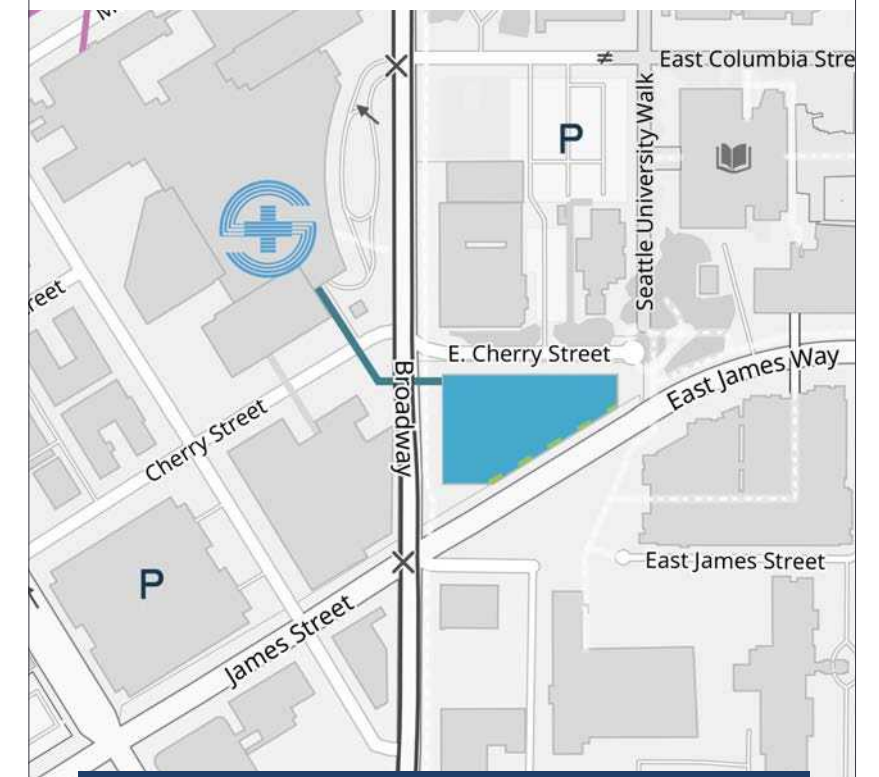 East Columbia Stre
P
Seattle University Walk
reet
E. Cherry Street
East James Way
Broadway
Cherry Street
East James Street
P
James Street